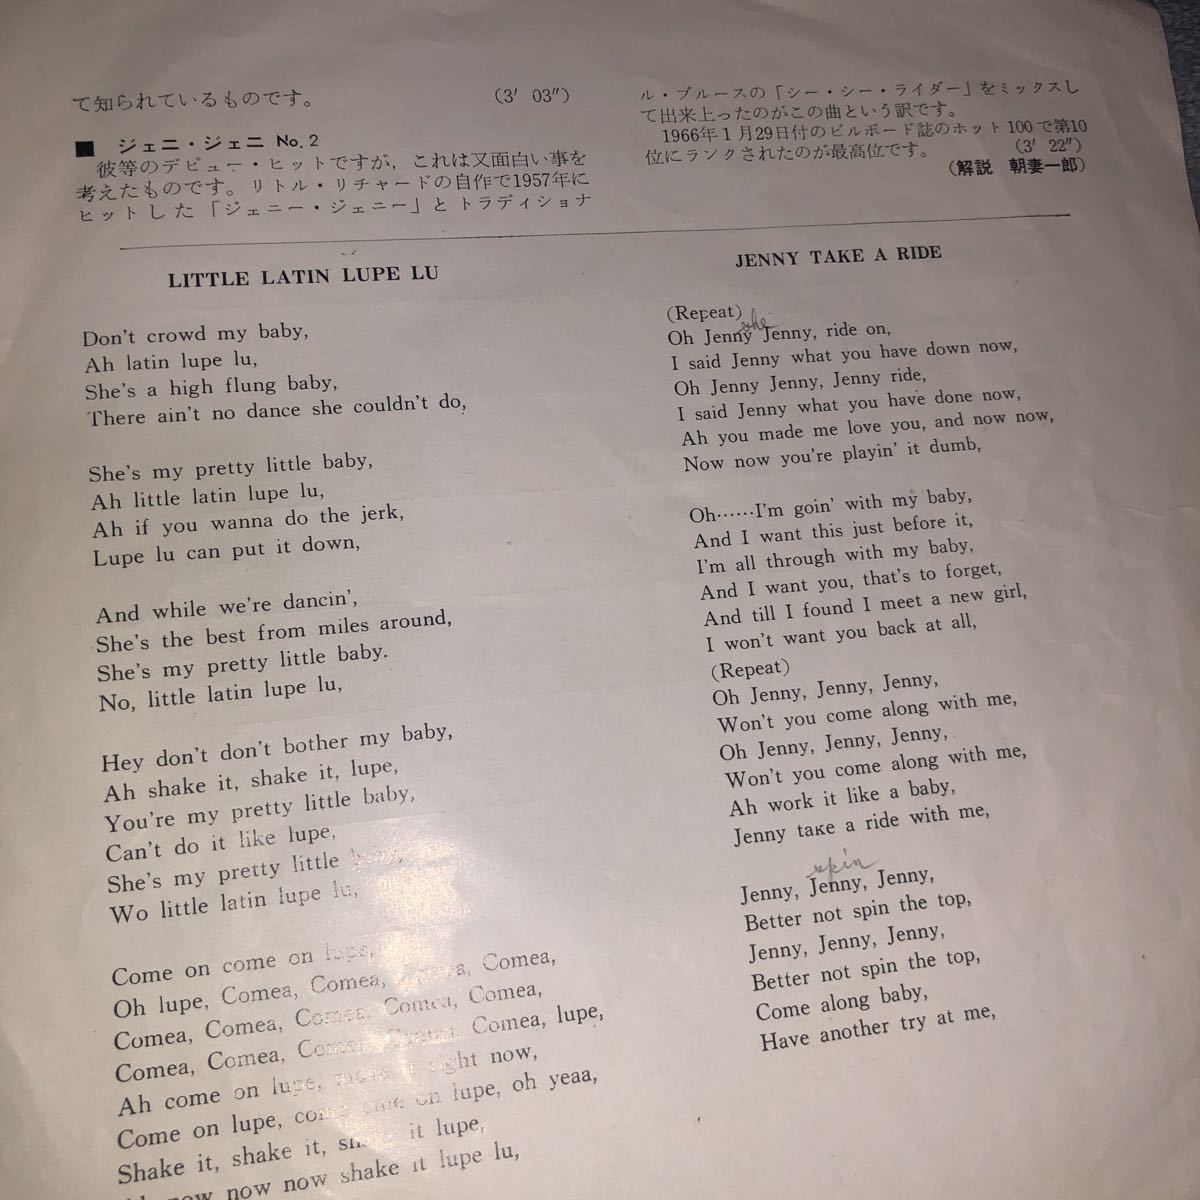 て知られているものです。 (3′ 03″)
■ ジェニ・ジェニ No.2
彼等のデビュー・ヒットですが，これは又面白い事を
考えたものです。リトル・リチャードの自作で1957年に
ヒットした「ジェニー・ジェニー」とトラディショナ
ル・ブルースの「シー・シー・ライダー」をミックスし
て出来上ったのがこの曲という訳です。
1966年1月29日付のビルボード誌のホット100で第10
位にランクされたのが最高位です。 (3′ 22″)
(解説 朝妻一郎)
LITTLE LATIN LUPE LU
Don't crowd my baby,
Ah latin lupe lu,
She's a high flung baby,
There ain't no dance she couldn't do,
She's my pretty little baby,
Ah little latin lupe lu,
Ah if you wanna do the jerk,
Lupe lu can put it down,
And while we're dancin',
She's the best from miles around,
She's my pretty little baby.
No, little latin lupe lu,
Hey don't don't bother my baby,
Ah shake it, shake it, lupe,
You're my pretty little baby,
Can't do it like lupe,
She's my pretty little baby,
Wo little latin lupe lu,
Come on come on lupe,
Oh lupe, Comea, Comea, Comea, Comea,
Comea, Comea, Comea, Comea, Comea,
Comea, Comea, Comea, Comea, Comea, lupe,
Ah come on lupe, move it right now,
Come on lupe, come on lupe, oh yeaa,
Shake it, shake it, shake it lupe,
now now now shake it lupe lu,
JENNY TAKE A RIDE
(Repeat)
she
Oh Jenny Jenny, ride on,
I said Jenny what you have down now,
Oh Jenny Jenny, Jenny ride,
I said Jenny what you have done now,
Ah you made me love you, and now now,
Now now you're playin' it dumb,
Oh……I'm goin' with my baby,
And I want this just before it,
I'm all through with my baby,
And I want you, that's to forget,
And till I found I meet a new girl,
I won't want you back at all,
(Repeat)
Oh Jenny, Jenny, Jenny,
Won't you come along with me,
Oh Jenny, Jenny, Jenny,
Won't you come along with me,
Ah work it like a baby,
Jenny take a ride with me,
spin
Jenny, Jenny, Jenny,
Better not spin the top,
Jenny, Jenny, Jenny,
Better not spin the top,
Come along baby,
Have another try at me,